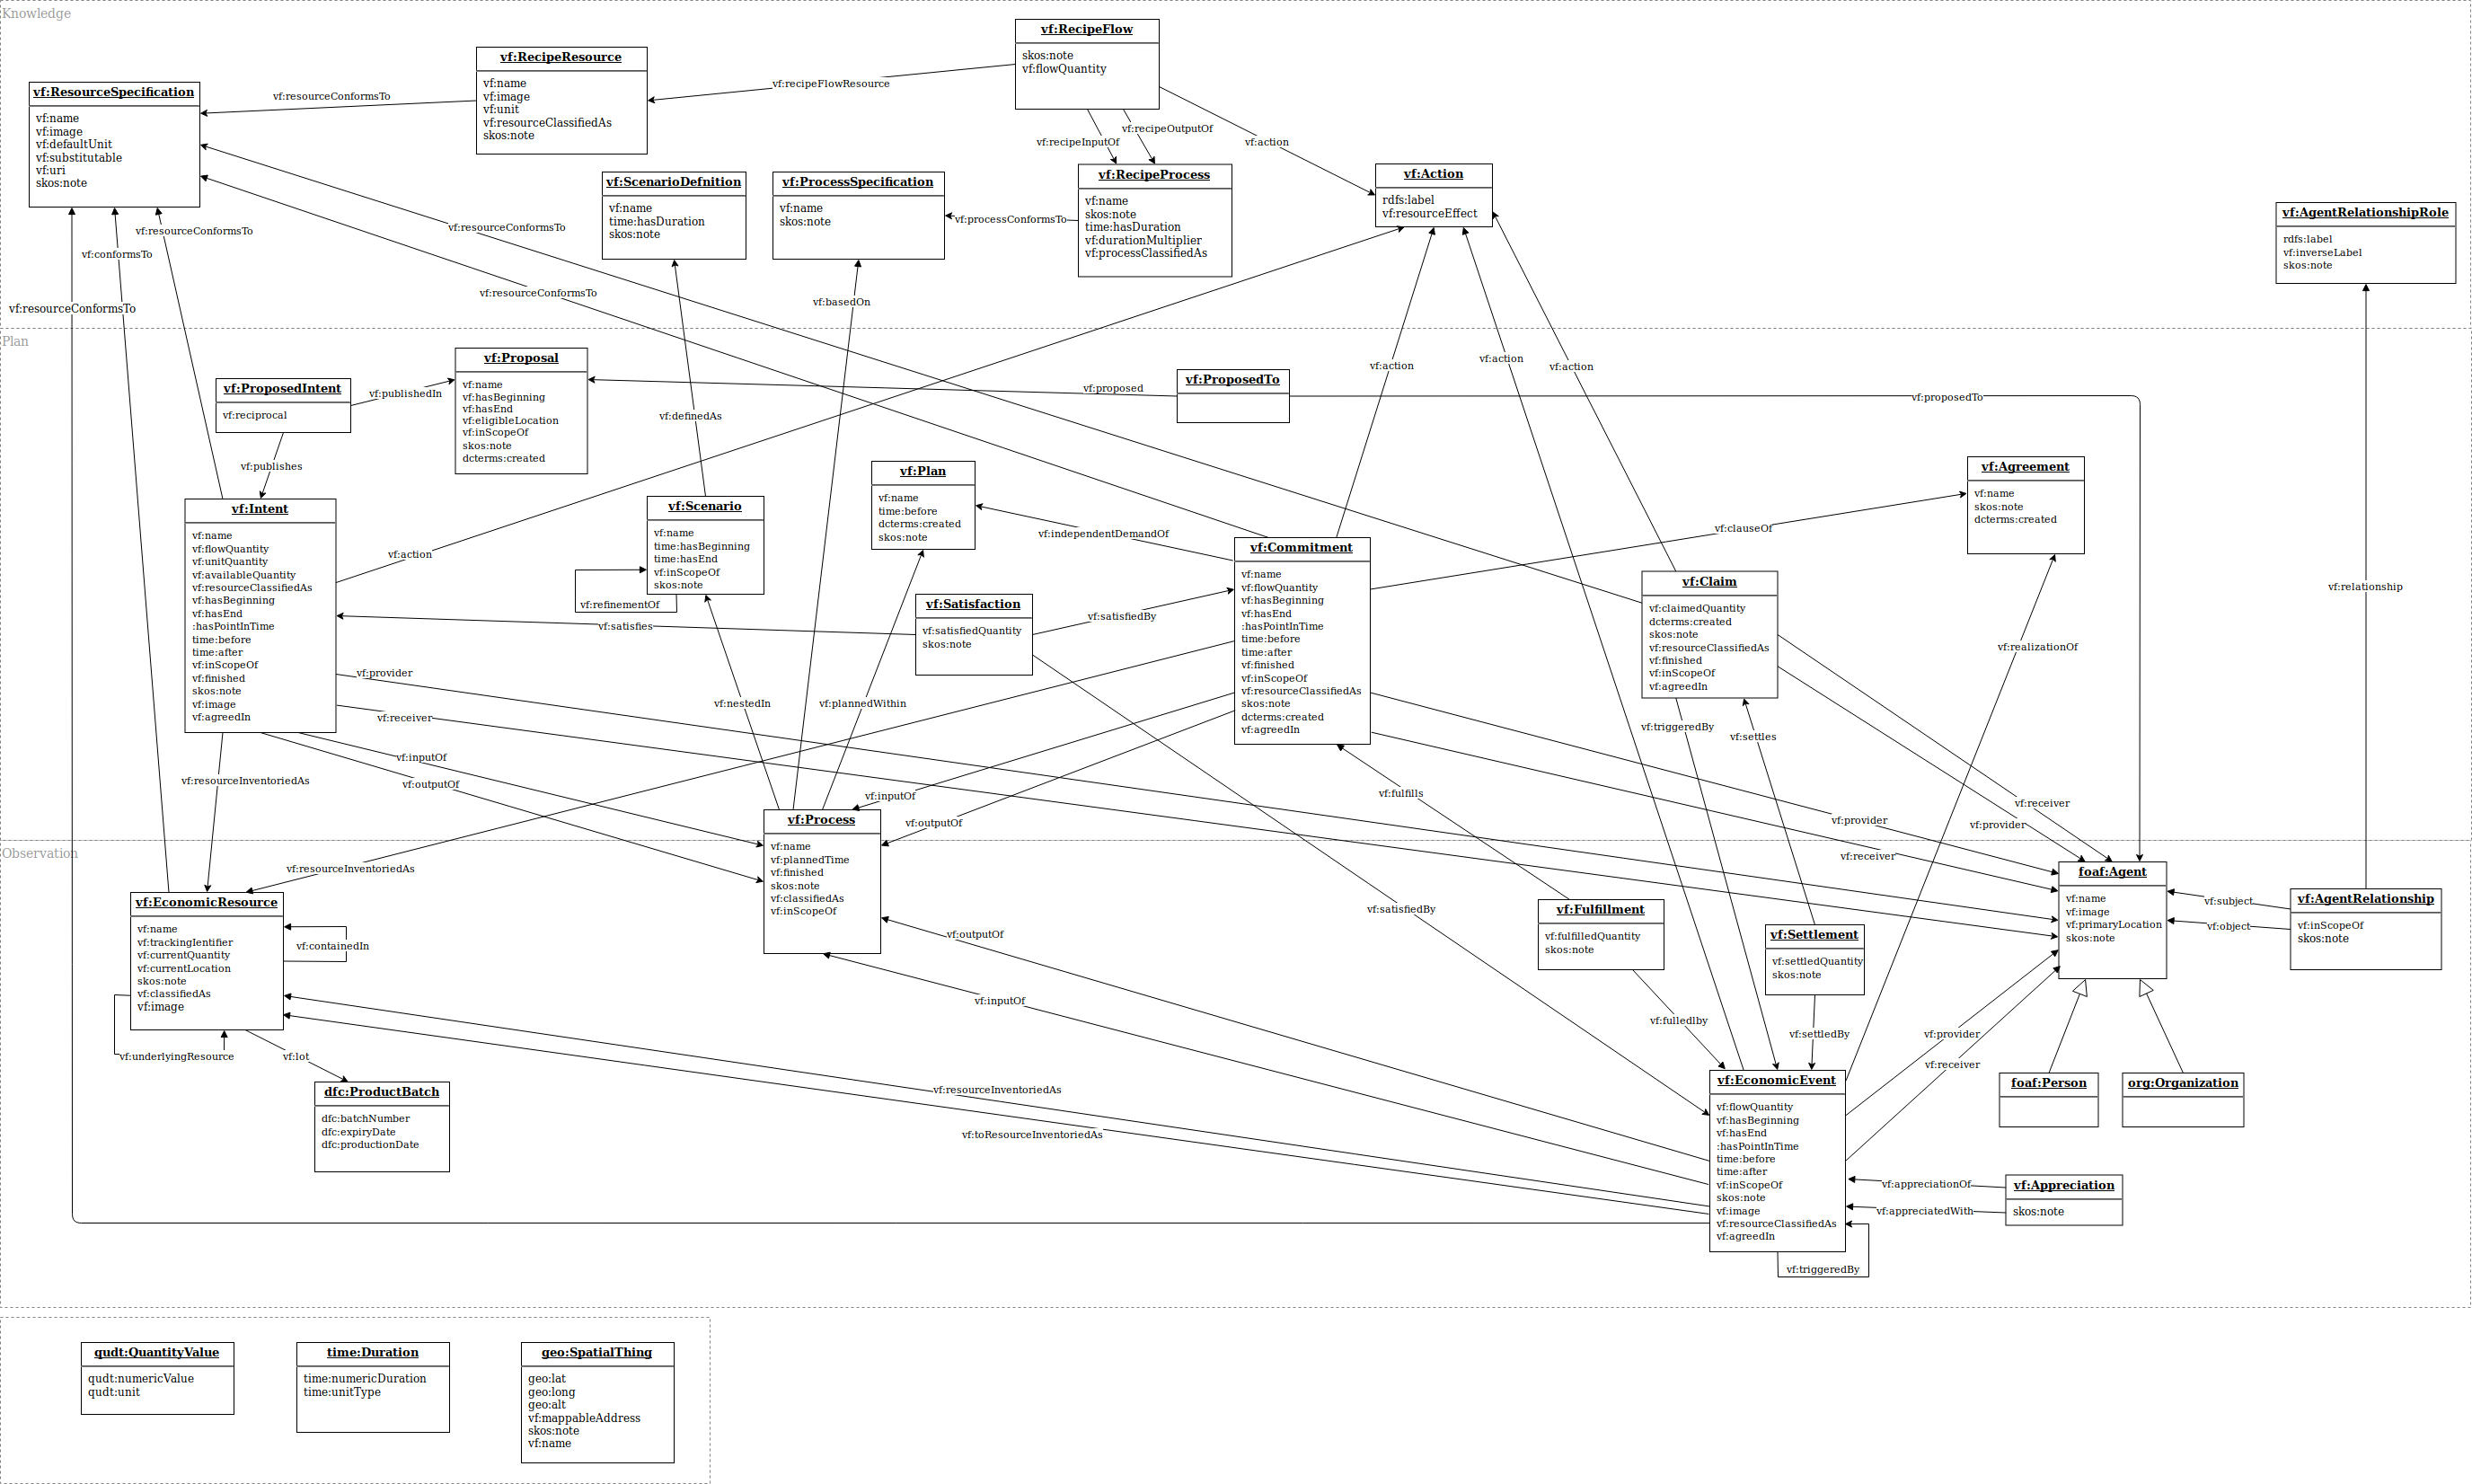 Knowledge
vf:RecipeFlow
skos:note
vf:flowQuantity
vf:RecipeResource
vf:name
vf:image
vf:unit
vf:resourceClassifiedAs
skos:note
vf:recipeFlowResource
vf:ResourceSpecification
vf:name
vf:image
vf:defaultUnit
vf:substitutable
vf:uri
skos:note
vf:resourceConformsTo
vf:recipeOutputOf
vf:recipeInputOf
vf:action
vf:ScenarioDefnition
vf:name
time:hasDuration
skos:note
vf:ProcessSpecification
vf:name
skos:note
vf:processConformsTo
vf:RecipeProcess
vf:name
skos:note
time:hasDuration
vf:durationMultiplier
vf:processClassifiedAs
vf:Action
rdfs:label
vf:resourceEffect
vf:AgentRelationshipRole
rdfs:label
vf:inverseLabel
skos:note
vf:resourceConformsTo
vf:resourceConformsTo
vf:conformsTo
vf:resourceConformsTo
vf:basedOn
vf:resourceConformsTo
Plan
vf:ProposedIntent
vf:reciprocal
vf:publishedIn
vf:Proposal
vf:name
vf:hasBeginning
vf:hasEnd
vf:eligibleLocation
vf:inScopeOf
skos:note
dcterms:created
vf:definedAs
vf:proposed
vf:ProposedTo
vf:action
vf:action
vf:action
vf:proposedTo
vf:publishes
vf:Plan
vf:name
time:before
dcterms:created
skos:note
vf:Agreement
vf:name
skos:note
dcterms:created
vf:Intent
vf:name
vf:flowQuantity
vf:unitQuantity
vf:availableQuantity
vf:resourceClassifiedAs
vf:hasBeginning
vf:hasEnd
:hasPointInTime
time:before
time:after
vf:inScopeOf
vf:finished
skos:note
vf:image
vf:agreedIn
vf:action
vf:Scenario
vf:name
time:hasBeginning
time:hasEnd
vf:inScopeOf
skos:note
vf:refinementOf
vf:independentDemandOf
vf:clauseOf
vf:Commitment
vf:name
vf:flowQuantity
vf:hasBeginning
vf:hasEnd
:hasPointInTime
time:before
time:after
vf:finished
vf:inScopeOf
vf:resourceClassifiedAs
skos:note
dcterms:created
vf:agreedIn
vf:Claim
vf:claimedQuantity
dcterms:created
skos:note
vf:resourceClassifiedAs
vf:finished
vf:inScopeOf
vf:agreedIn
vf:relationship
vf:Satisfaction
vf:satisfiedQuantity
skos:note
vf:satisfies
vf:satisfiedBy
vf:realizationOf
vf:provider
vf:receiver
vf:nestedIn
vf:plannedWithin
vf:triggeredBy
vf:settles
vf:inputOf
vf:outputOf
vf:resourceInventoriedAs
vf:inputOf
vf:outputOf
vf:fulfills
vf:receiver
vf:provider
vf:provider
vf:receiver
Observation
vf:resourceInventoriedAs
vf:Process
vf:name
vf:plannedTime
vf:finished
skos:note
vf:classifiedAs
vf:inScopeOf
vf:EconomicResource
vf:name
vf:trackingIentifier
vf:currentQuantity
vf:currentLocation
skos:note
vf:classifiedAs
vf:image
vf:containedIn
vf:underlyingResource
vf:lot
vf:outputOf
vf:inputOf
vf:satisfiedBy
vf:Fulfillment
vf:fulfilledQuantity
skos:note
vf:Settlement
vf:settledQuantity
skos:note
foaf:Agent
vf:name
vf:image
vf:primaryLocation
skos:note
vf:subject
vf:object
vf:AgentRelationship
vf:inScopeOf
skos:note
vf:fulledlby
vf:settledBy
vf:provider
vf:receiver
dfc:ProductBatch
dfc:batchNumber
dfc:expiryDate
dfc:productionDate
vf:resourceInventoriedAs
vf:toResourceInventoriedAs
vf:EconomicEvent
vf:flowQuantity
vf:hasBeginning
vf:hasEnd
:hasPointInTime
time:before
time:after
vf:inScopeOf
skos:note
vf:image
vf:resourceClassifiedAs
vf:agreedIn
vf:triggeredBy
foaf:Person
org:Organization
vf:appreciationOf
vf:appreciatedWith
vf:Appreciation
skos:note
qudt:QuantityValue
qudt:numericValue
qudt:unit
time:Duration
time:numericDuration
time:unitType
geo:SpatialThing
geo:lat
geo:long
geo:alt
vf:mappableAddress
skos:note
vf:name